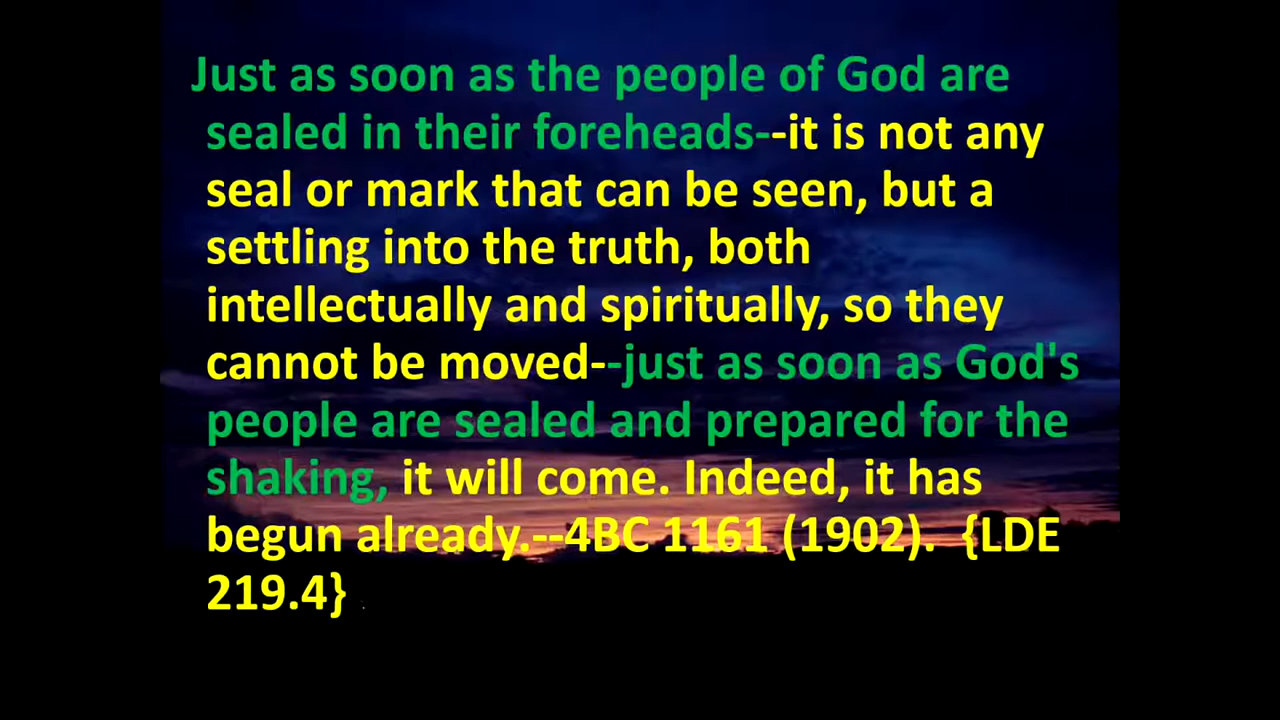 Just as soon as the people of God are
sealed in their foreheads--it is not any
seal or mark that can be seen, but a
settling into the truth, both
intellectually and spiritually, so they
cannot be moved--just as soon as God's
people are sealed and prepared for the
shaking, it will come. Indeed, it has
begun already.--4BC 1161 (1902).  {LDE
219.4}